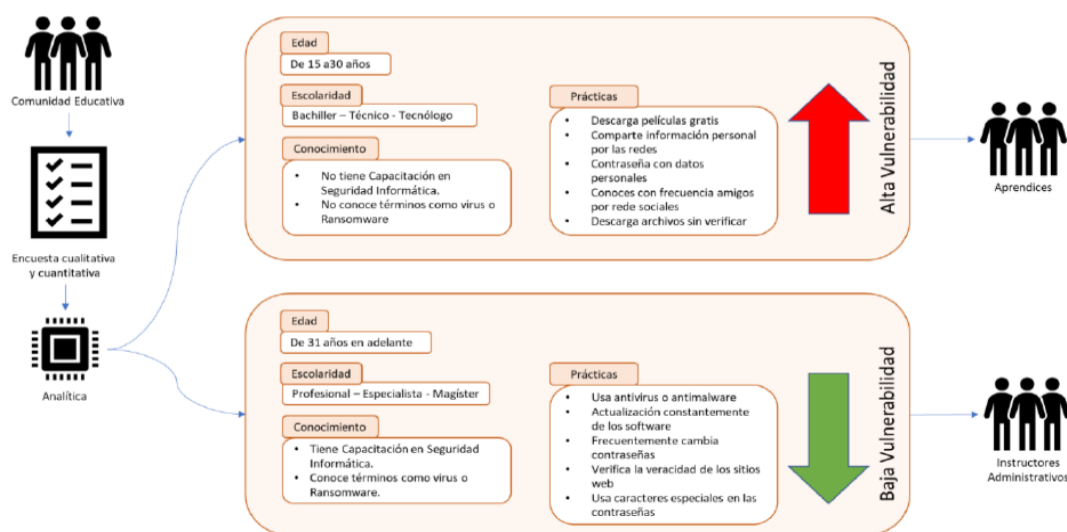 Comunidad Educativa
Encuesta cualitativa
y cuantitativa
Analítica
Edad
De 15 a30 años
Escolaridad
Bachiller – Técnico - Tecnólogo
Conocimiento
• No tiene Capacitación en
Seguridad Informática.
• No conoce términos como virus o
Ransomware
Prácticas
• Descarga películas gratis
• Comparte información personal
por las redes
• Contraseña con datos
personales
• Conoces con frecuencia amigos
por rede sociales
• Descarga archivos sin verificar
Alta Vulnerabilidad
Aprendices
Edad
De 31 años en adelante
Escolaridad
Profesional – Especialista - Magíster
Conocimiento
• Tiene Capacitación en Seguridad
Informática.
• Conoce términos como virus o
Ransomware.
Prácticas
• Usa antivirus o antimalware
• Actualización constantemente
de los software
• Frecuentemente cambia
contraseñas
• Verifica la veracidad de los sitios
web
• Usa caracteres especiales en las
contraseñas
Baja Vulnerabilidad
Instructores
Administrativos